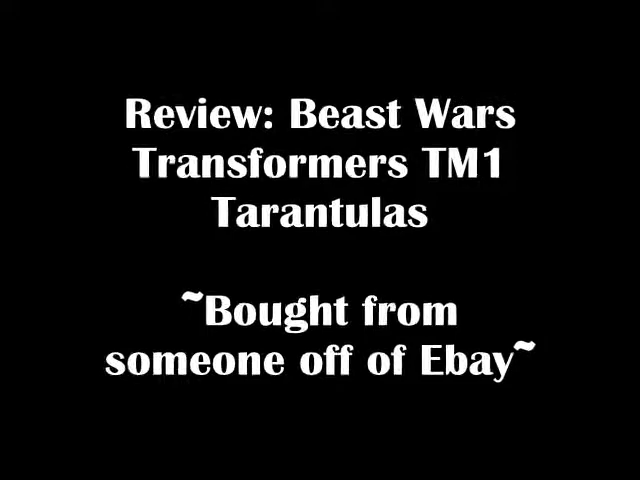 Review: Beast Wars
Transformers TM1
Tarantulas
~Bought from
someone off of Ebay~